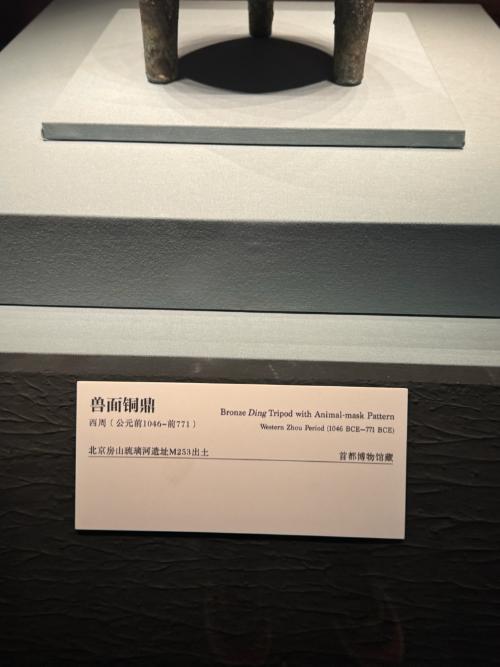 兽面铜鼎
Bronze Ding Tripod with Animal-mask Pattern
西周（公元前1046-前771）
Western Zhou Period (1046 BCE–771 BCE)
北京房山琉璃河遗址M253出土
首都博物馆藏